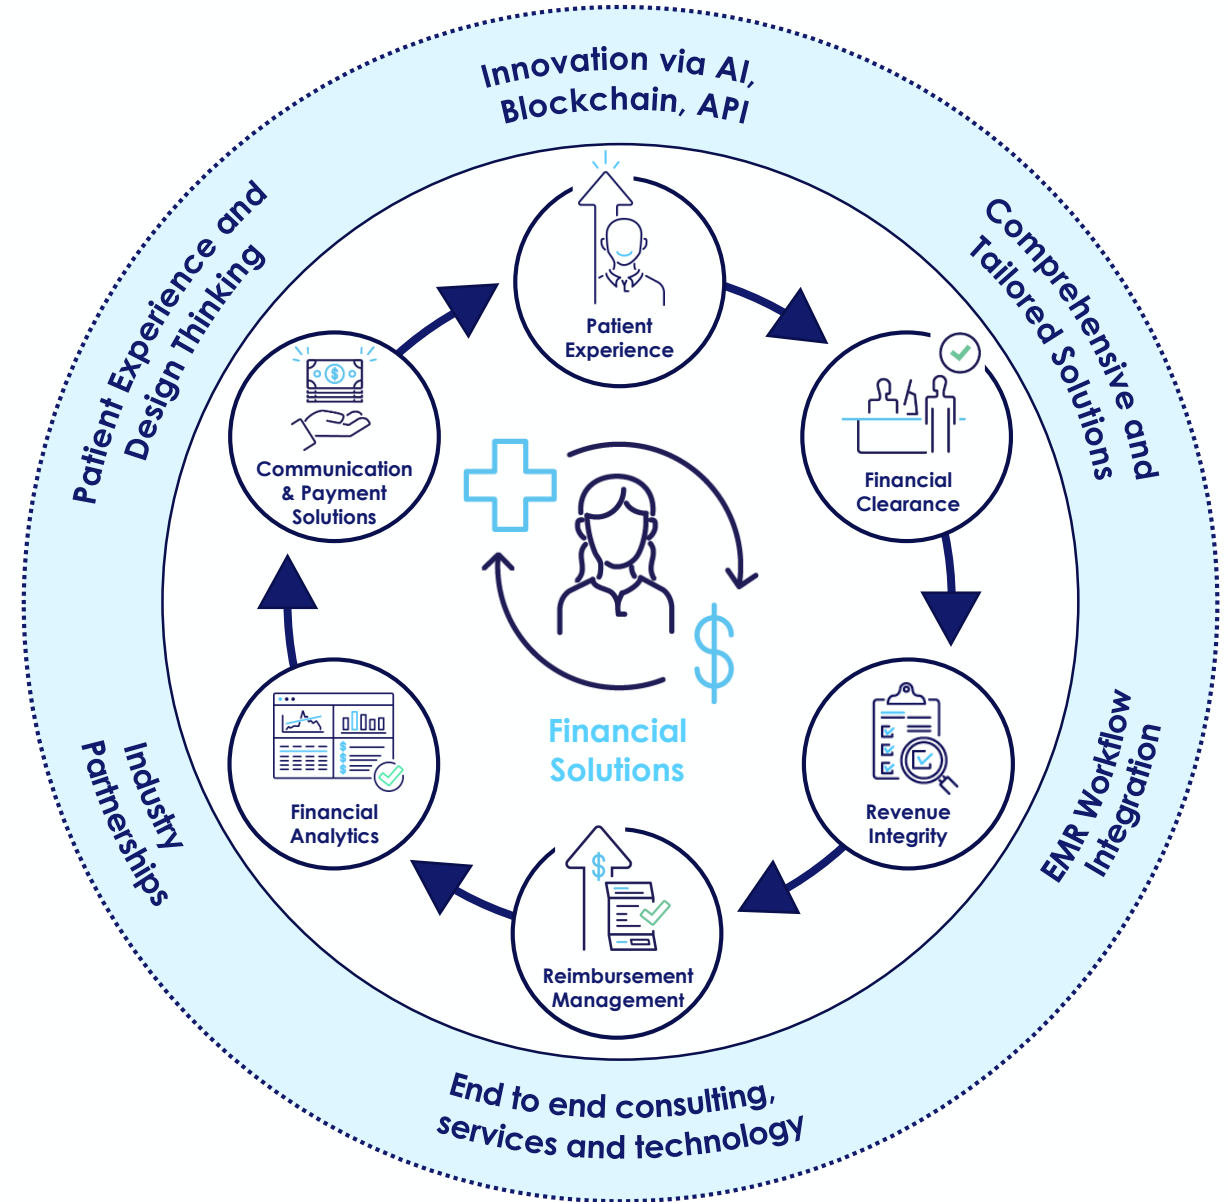 Innovation via AI,
Blockchain, API
Comprehensive and
Tailored Solutions
EMR Workflow
Integration
End to end consulting,
services and technology
Industry
Partnerships
Patient Experience and
Design Thinking
Patient
Experience
Financial
Clearance
Revenue
Integrity
Reimbursement
Management
Financial
Analytics
Communication
& Payment
Solutions
$
$
Financial
Solutions
$
$
$
$
$